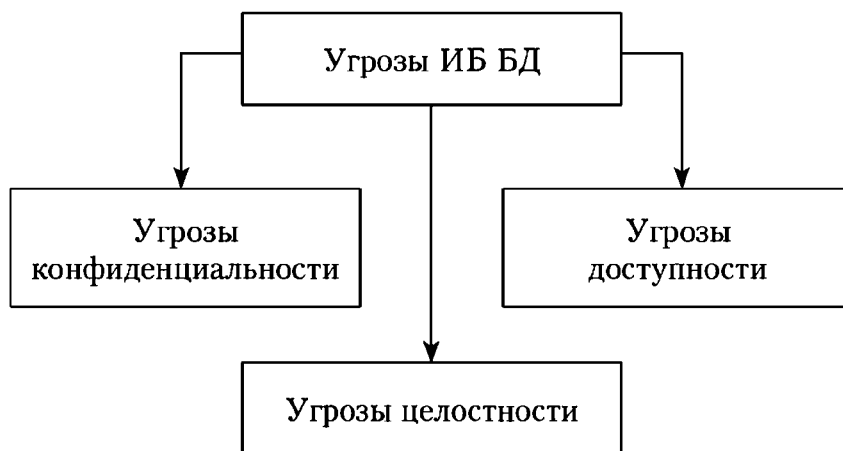 Угрозы ИБ БД
Угрозы
конфиденциальности
Угрозы
доступности
Угрозы целостности